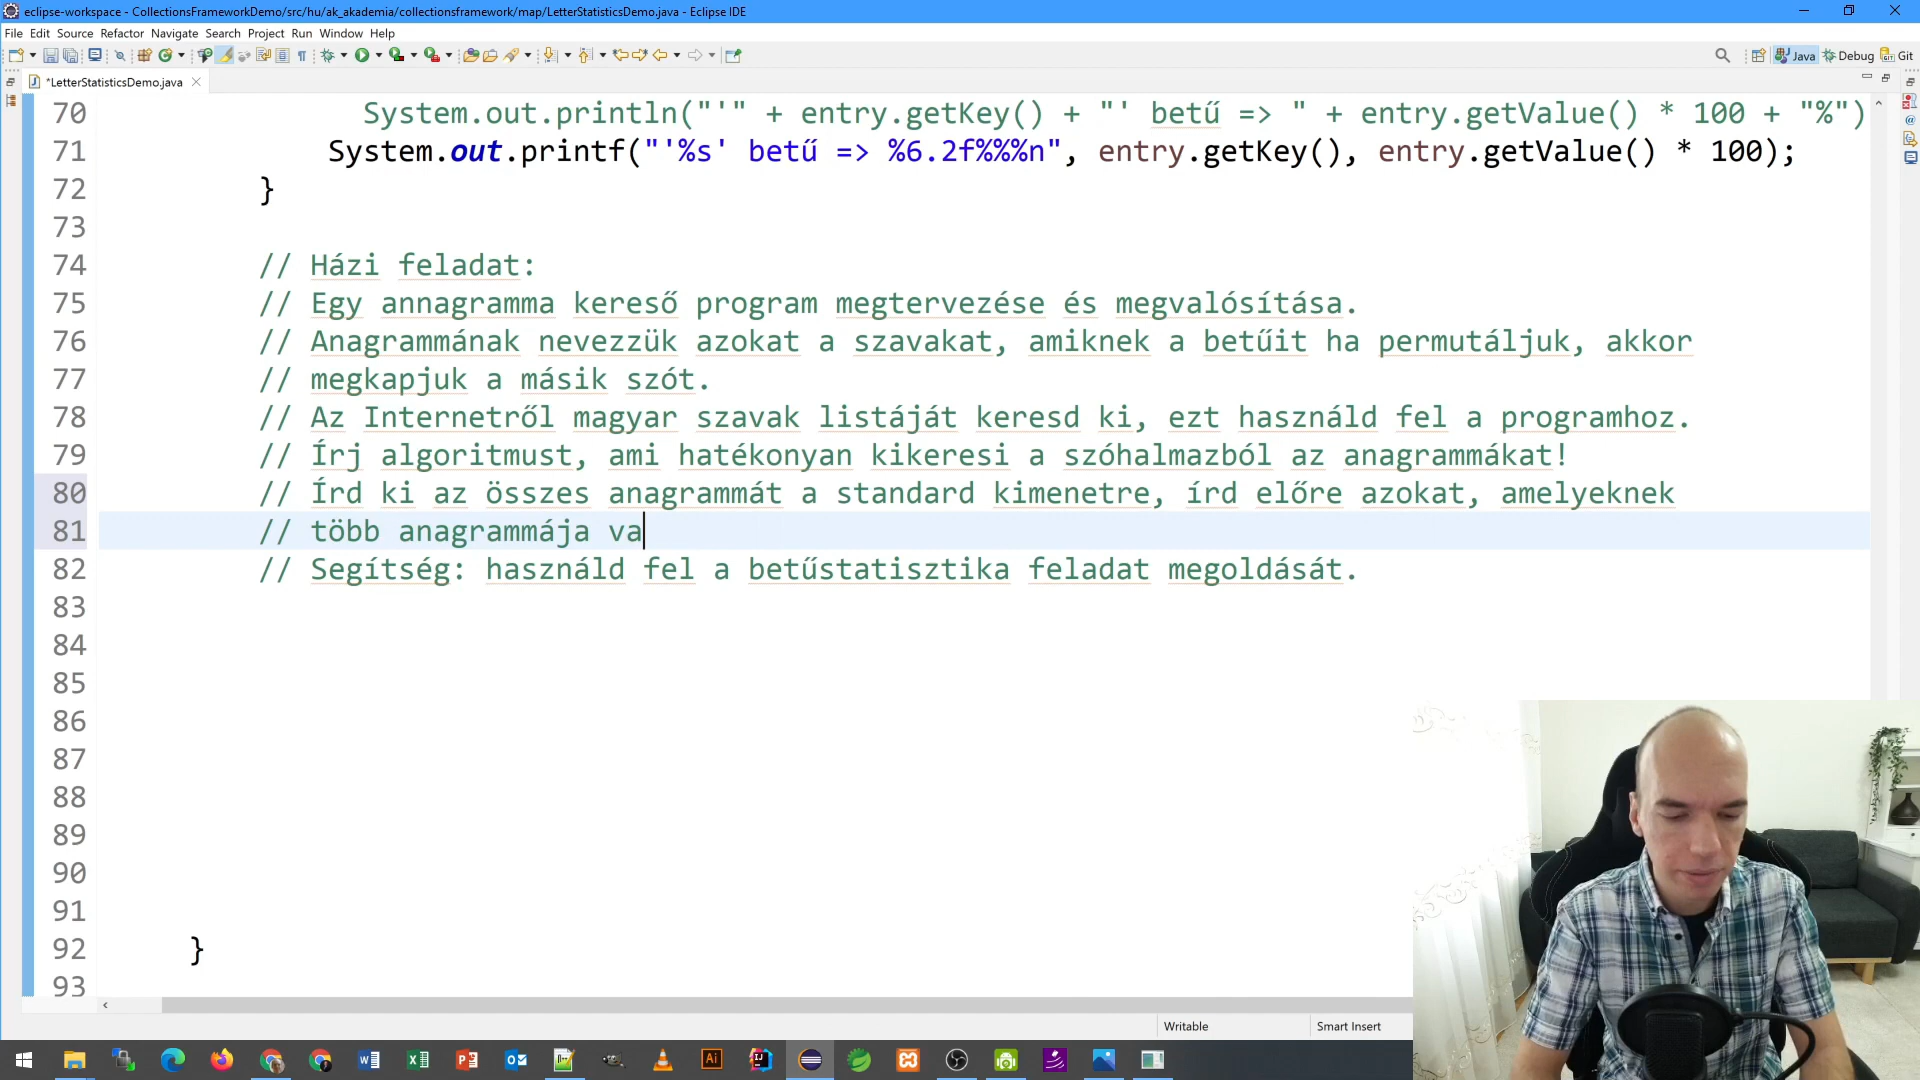 eclipse-workspace - CollectionsFrameworkDemo/src/hu/ak_akademia/collectionsframework/map/LetterStatisticsDemo.java - Eclipse IDE
File Edit Source Refactor Navigate Search Project Run Window Help
Java Debug Git
*LetterStatisticsDemo.java
70 System.out.println("'" + entry.getKey() + "' betű => " + entry.getValue() * 100 + "%")
71 System.out.printf("'%s' betű => %6.2f%%%n", entry.getKey(), entry.getValue() * 100);
72 }
73
74 // Házi feladat:
75 // Egy annagramma kereső program megtervezése és megvalósítása.
76 // Anagrammának nevezzük azokat a szavakat, amiknek a betűit ha permutáljuk, akkor
77 // megkapjuk a másik szót.
78 // Az Internetről magyar szavak listáját keresd ki, ezt használd fel a programhoz.
79 // Írj algoritmust, ami hatékonyan kikeresi a szóhalmazból az anagrammákat!
80 // Írd ki az összes anagrammát a standard kimenetre, írd előre azokat, amelyeknek
81 // több anagrammája va
82 // Segítség: használd fel a betűstatisztika feladat megoldását.
83
84
85
86
87
88
89
90
91
92 }
93
Writable Smart Insert